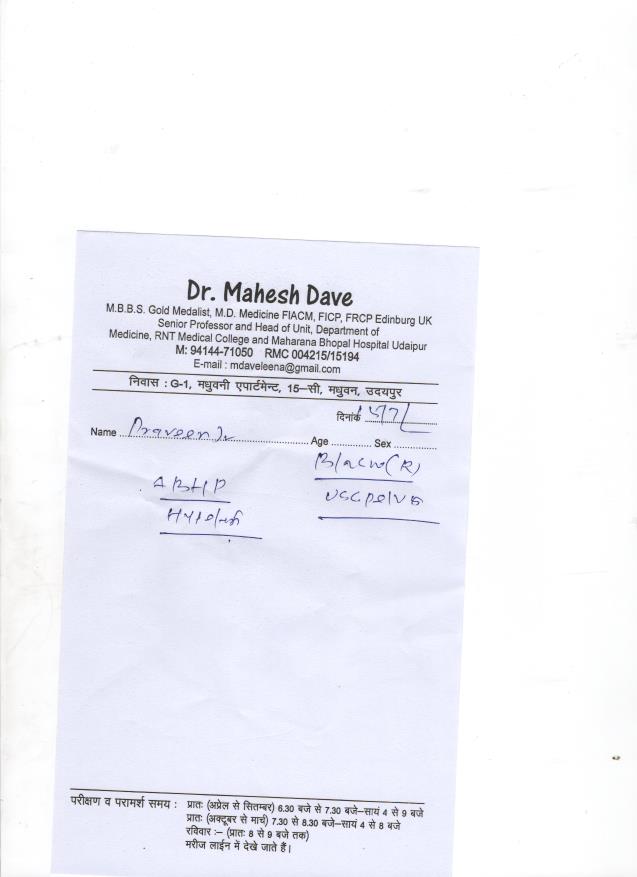 Dr. Mahesh Dave
M.B.B.S. Gold Medalist, M.D. Medicine FIACM, FICP, FRCP Edinburg UK
Senior Professor and Head of Unit, Department of
Medicine, RNT Medical College and Maharana Bhopal Hospital Udaipur
M: 94144-71050 RMC 004215/15194
E-mail : mdaveleena@gmail.com
निवास : G-1, मधुवनी एपार्टमेन्ट, 15–सी, मधुवन, उदयपुर
दिनांक
Name Praveen Age Sex
परीक्षण व परामर्श समय : प्रातः (अप्रेल से सितम्बर) 6.30 बजे से 7.30 बजे–सायं 4 से 9 बजे
प्रातः (अक्टूबर से मार्च) 7.30 से 8.30 बजे–सायं 4 से 8 बजे
रविवार :– (प्रातः 8 से 9 बजे तक)
मरीज लाईन में देखे जाते हैं।